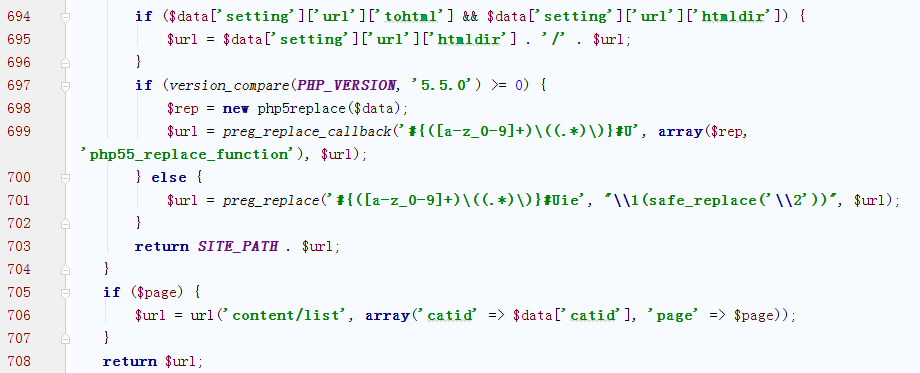 694 if ($data['setting']['url']['tohtml'] && $data['setting']['url']['htmldir']) {
695 $url = $data['setting']['url']['htmldir'] . '/' . $url;
696 }
697 if (version_compare(PHP_VERSION, '5.5.0') >= 0) {
698 $rep = new php5replace($data);
699 $url = preg_replace_callback('#{([a-z_0-9]+)\((.*)\)}#U', array($rep,
'php55_replace_function'), $url);
700 } else {
701 $url = preg_replace('#{([a-z_0-9]+)\((.*)\)}#Uie', "\\1(safe_replace('\\2'))", $url);
702 }
703 return SITE_PATH . $url;
704 }
705 if ($page) {
706 $url = url('content/list', array('catid' => $data['catid'], 'page' => $page));
707 }
708 return $url;